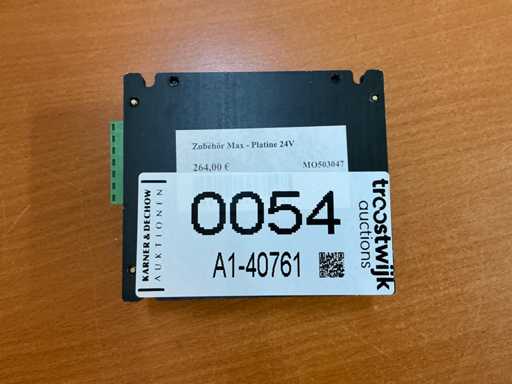 Zubehör Max - Platine 24V
264,00 € MO503047
KARNER & DECHOW
AUKTIONEN
0054
A1-40761
troostwijk
auctions